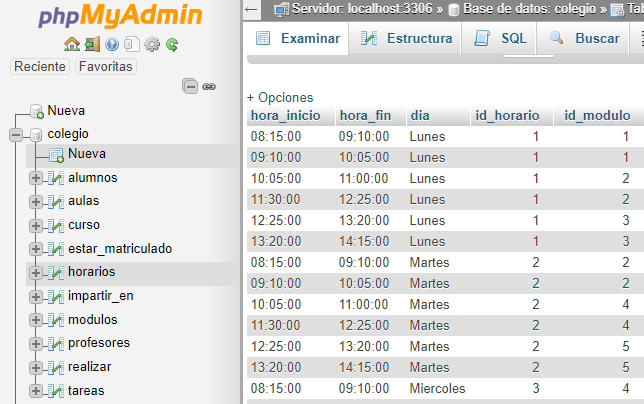 phpMyAdmin
Reciente Favoritas
Nueva
colegio
Nueva
alumnos
aulas
curso
estar_matriculado
horarios
impartir_en
modulos
profesores
realizar
tareas
Servidor: localhost:3306 » Base de datos: colegio »
Examinar Estructura SQL Buscar
+ Opciones
hora_inicio hora_fin dia id_horario id_modulo
08:15:00 09:10:00 Lunes 1 1
09:10:00 10:05:00 Lunes 1 1
10:05:00 11:00:00 Lunes 1 2
11:30:00 12:25:00 Lunes 1 2
12:25:00 13:20:00 Lunes 1 3
13:20:00 14:15:00 Lunes 1 3
08:15:00 09:10:00 Martes 2 2
09:10:00 10:05:00 Martes 2 2
10:05:00 11:00:00 Martes 2 4
11:30:00 12:25:00 Martes 2 4
12:25:00 13:20:00 Martes 2 5
13:20:00 14:15:00 Martes 2 5
08:15:00 09:10:00 Miercoles 3 4